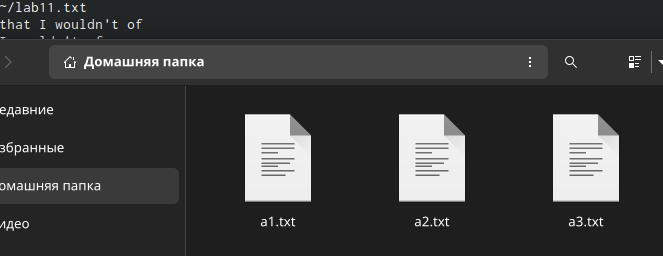 ~/lab11.txt
that I wouldn't of
Домашняя папка
едавние
збранные
омашняя папка
идео
a1.txt
a2.txt
a3.txt